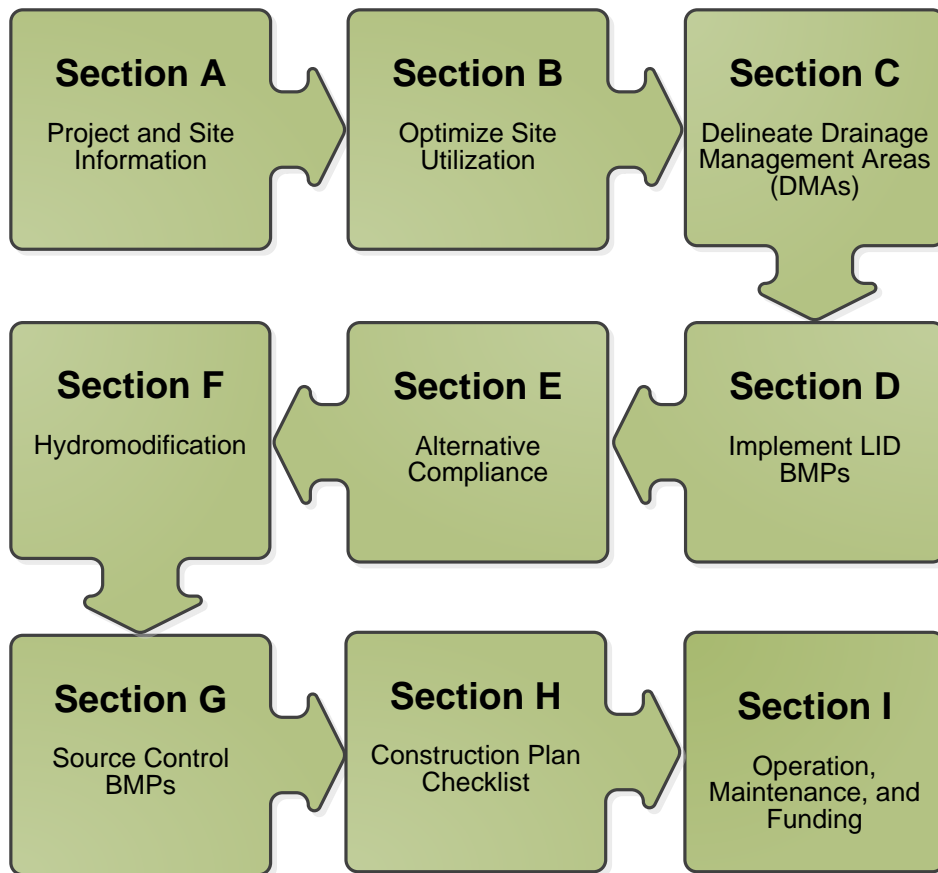 Section A
Project and Site
Information
Section B
Optimize Site
Utilization
Section C
Delineate Drainage
Management Areas
(DMAs)
Section D
Implement LID
BMPs
Section E
Alternative
Compliance
Section F
Hydromodification
Section G
Source Control
BMPs
Section H
Construction Plan
Checklist
Section I
Operation,
Maintenance, and
Funding